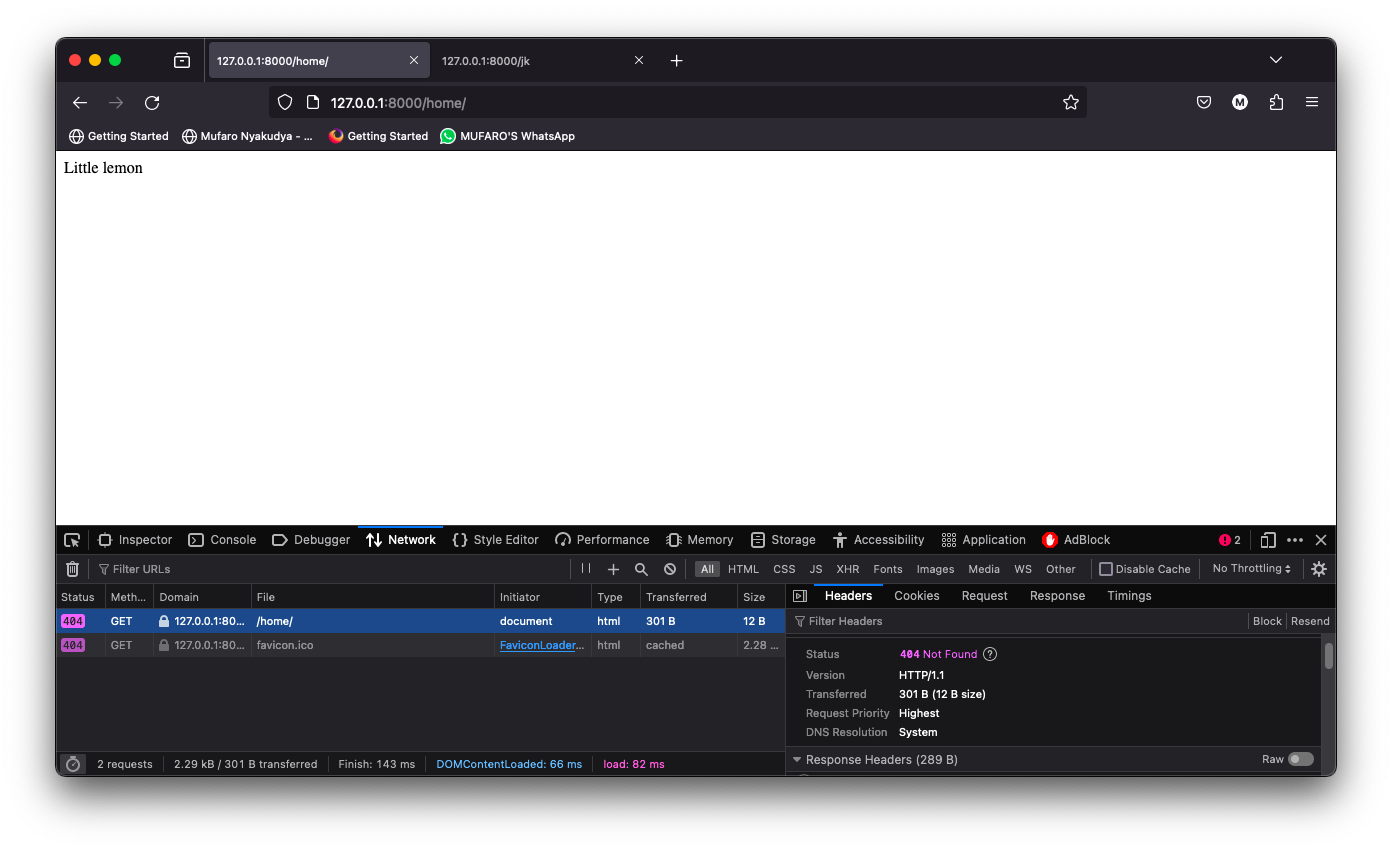 127.0.0.1:8000/home/ 127.0.0.1:8000/jk
127.0.0.1:8000/home/ M
Getting Started Mufaro Nyakudya - ... Getting Started MUFARO'S WhatsApp
Little lemon
Inspector Console Debugger Network Style Editor Performance Memory Storage Accessibility Application AdBlock 2
Filter URLs All HTML CSS JS XHR Fonts Images Media WS Other Disable Cache No Throttling
Status Meth... Domain File Initiator Type Transferred Size Headers Cookies Request Response Timings
404 GET 127.0.0.1:80... /home/ document html 301 B 12 B Filter Headers Block Resend
404 GET 127.0.0.1:80... favicon.ico FaviconLoader... html cached 2.28 ...
Status 404 Not Found
Version HTTP/1.1
Transferred 301 B (12 B size)
Request Priority Highest
DNS Resolution System
2 requests 2.29 kB / 301 B transferred Finish: 143 ms DOMContentLoaded: 66 ms load: 82 ms Response Headers (289 B) Raw